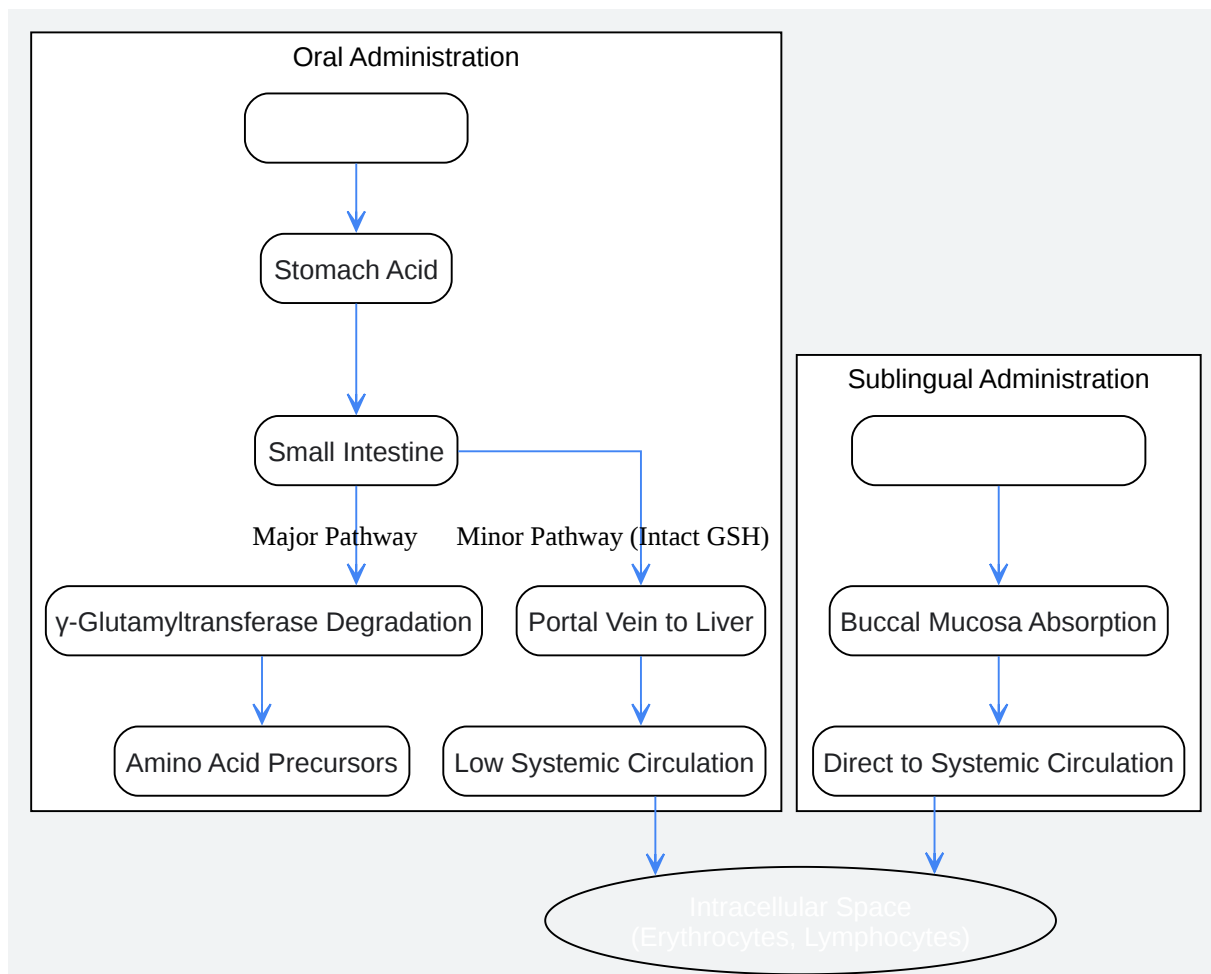 Oral Administration
Stomach Acid
Small Intestine
Major Pathway
Minor Pathway (Intact GSH)
γ-Glutamyltransferase Degradation
Portal Vein to Liver
Amino Acid Precursors
Low Systemic Circulation
Sublingual Administration
Buccal Mucosa Absorption
Direct to Systemic Circulation
Intracellular Space
(Erythrocytes, Lymphocytes)